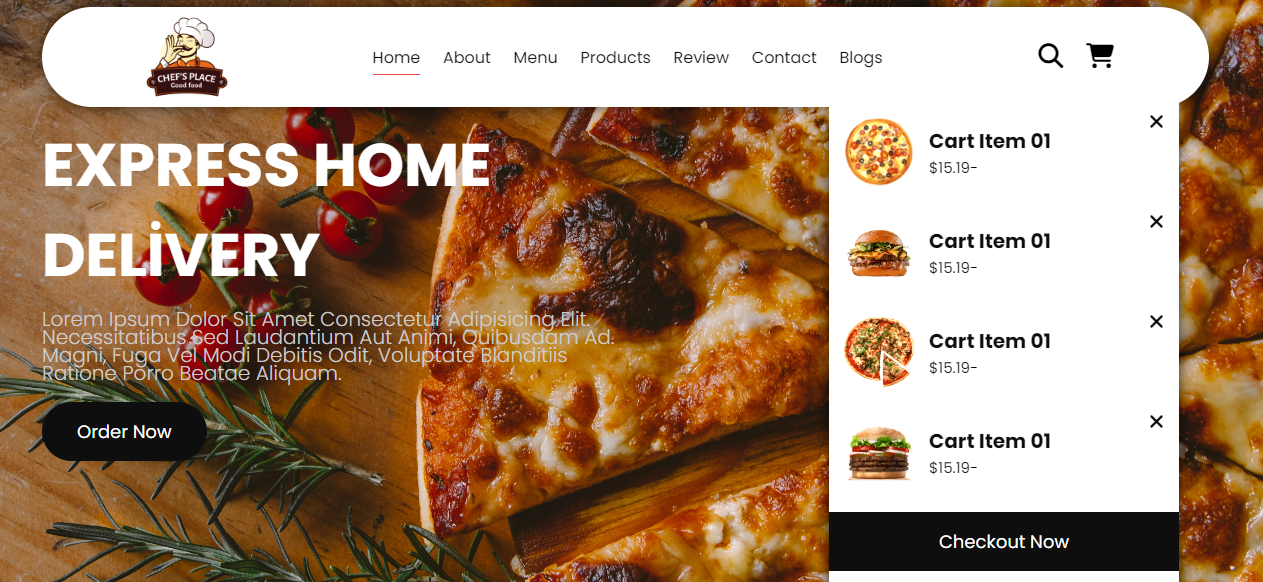 CHEF'S PLACE
Good food
Home About Menu Products Review Contact Blogs
EXPRESS HOME
DELİVERY
Lorem Ipsum Dolor Sit Amet Consectetur Adipisicing Elit.
Necessitatibus Sed Laudantium Aut Animi, Quibusdam Ad.
Magni, Fuga Vel Modi Debitis Odit, Voluptate Blanditiis
Ratione Porro Beatae Aliquam.
Order Now
Cart Item 01
$15.19-
Cart Item 01
$15.19-
Cart Item 01
$15.19-
Cart Item 01
$15.19-
Checkout Now